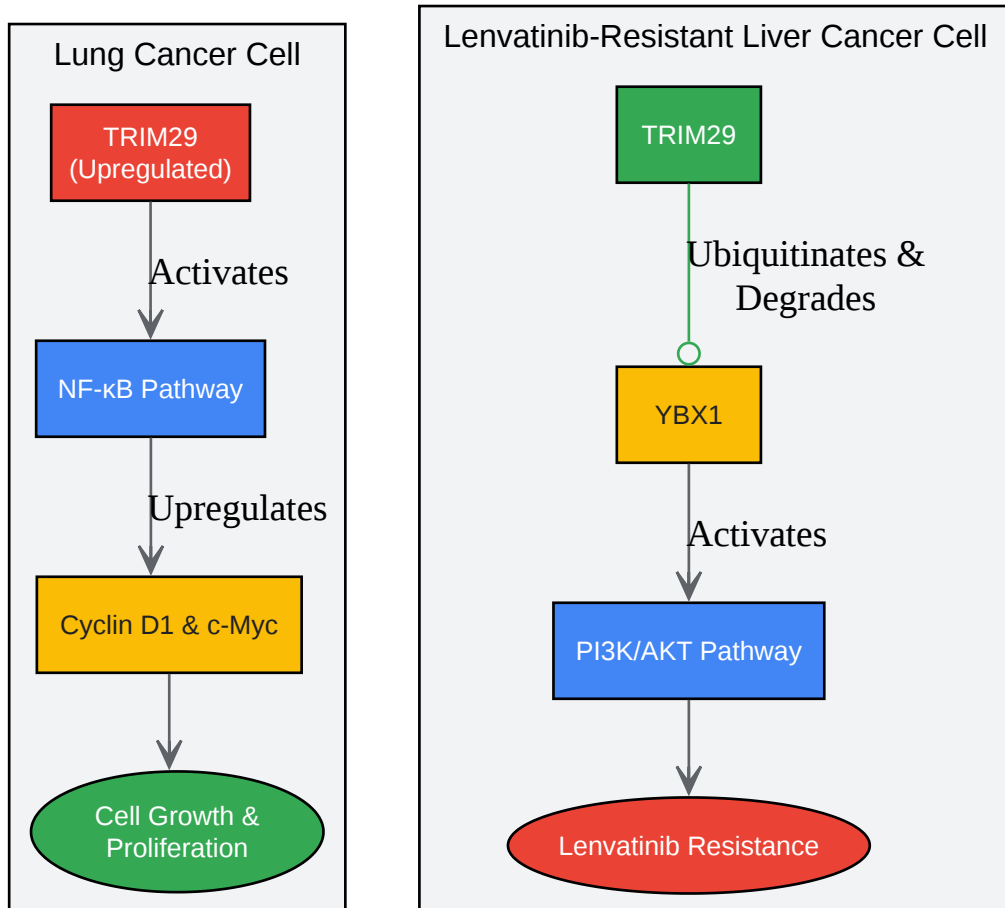 Lung Cancer Cell
TRIM29
(Upregulated)
Activates
NF-κB Pathway
Upregulates
Cyclin D1 & c-Myc
Cell Growth &
Proliferation
Lenvatinib-Resistant Liver Cancer Cell
TRIM29
Ubiquitinates &
Degrades
YBX1
Activates
PI3K/AKT Pathway
Lenvatinib Resistance